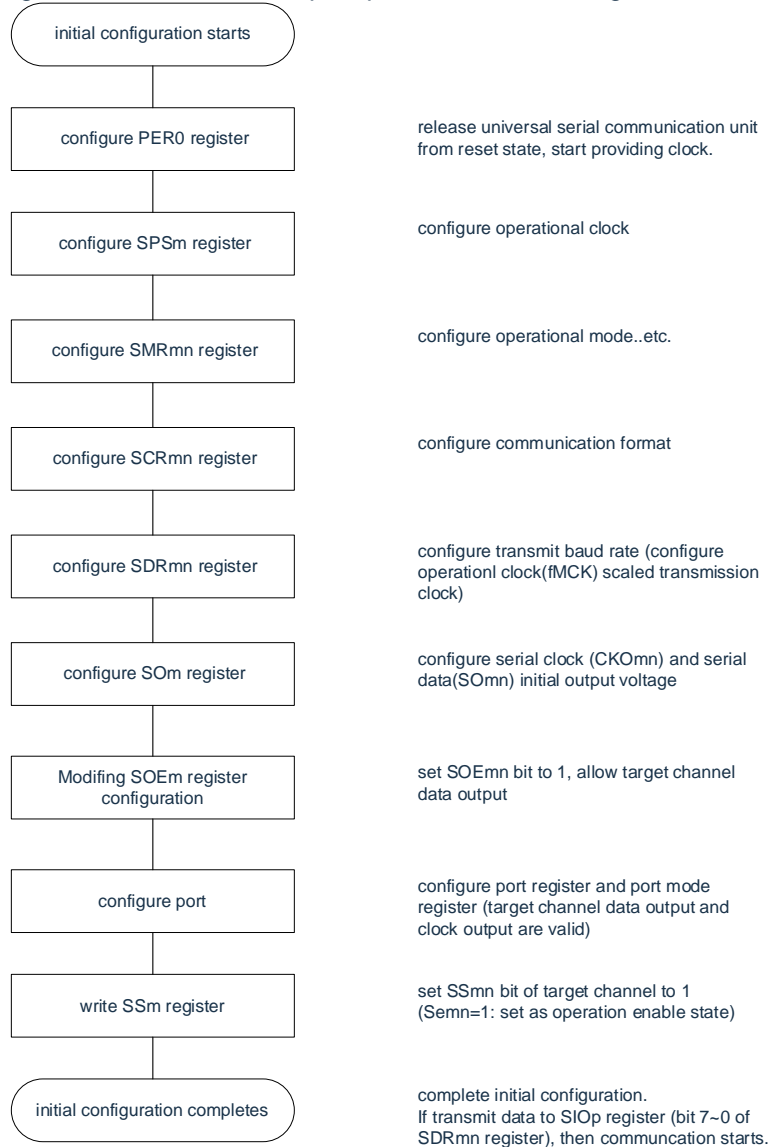 initial configuration starts
configure PER0 register
release universal serial communication unit
from reset state, start providing clock.
configure SPSm register
configure operational clock
configure SMRmn register
configure operational mode..etc.
configure SCRmn register
configure communication format
configure SDRmn register
configure transmit baud rate (configure
operationl clock(fMCK) scaled transmission
clock)
configure SOm register
configure serial clock (CKOmn) and serial
data(SOmn) initial output voltage
Modifing SOEm register
configuration
set SOEmn bit to 1, allow target channel
data output
configure port
configure port register and port mode
register (target channel data output and
clock output are valid)
write SSm register
set SSmn bit of target channel to 1
(Semn=1: set as operation enable state)
initial configuration completes
complete initial configuration.
If transmit data to SIOp register (bit 7~0 of
SDRmn register), then communcation starts.